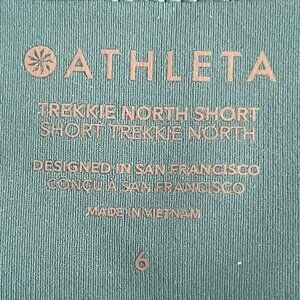 ATHLETA
TREKKIE NORTH SHORT
SHORT TREKKIE NORTH
DESIGNED IN SAN FRANCISCO
CONÇU A SAN FRANCISCO
MADE IN VIETNAM
6